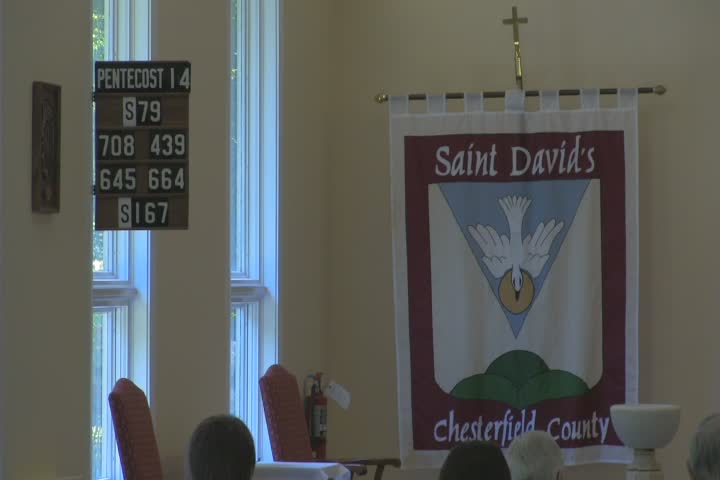 PENTECOST 14
S79
708 439
645 664
S167
Saint David's
Chesterfield County